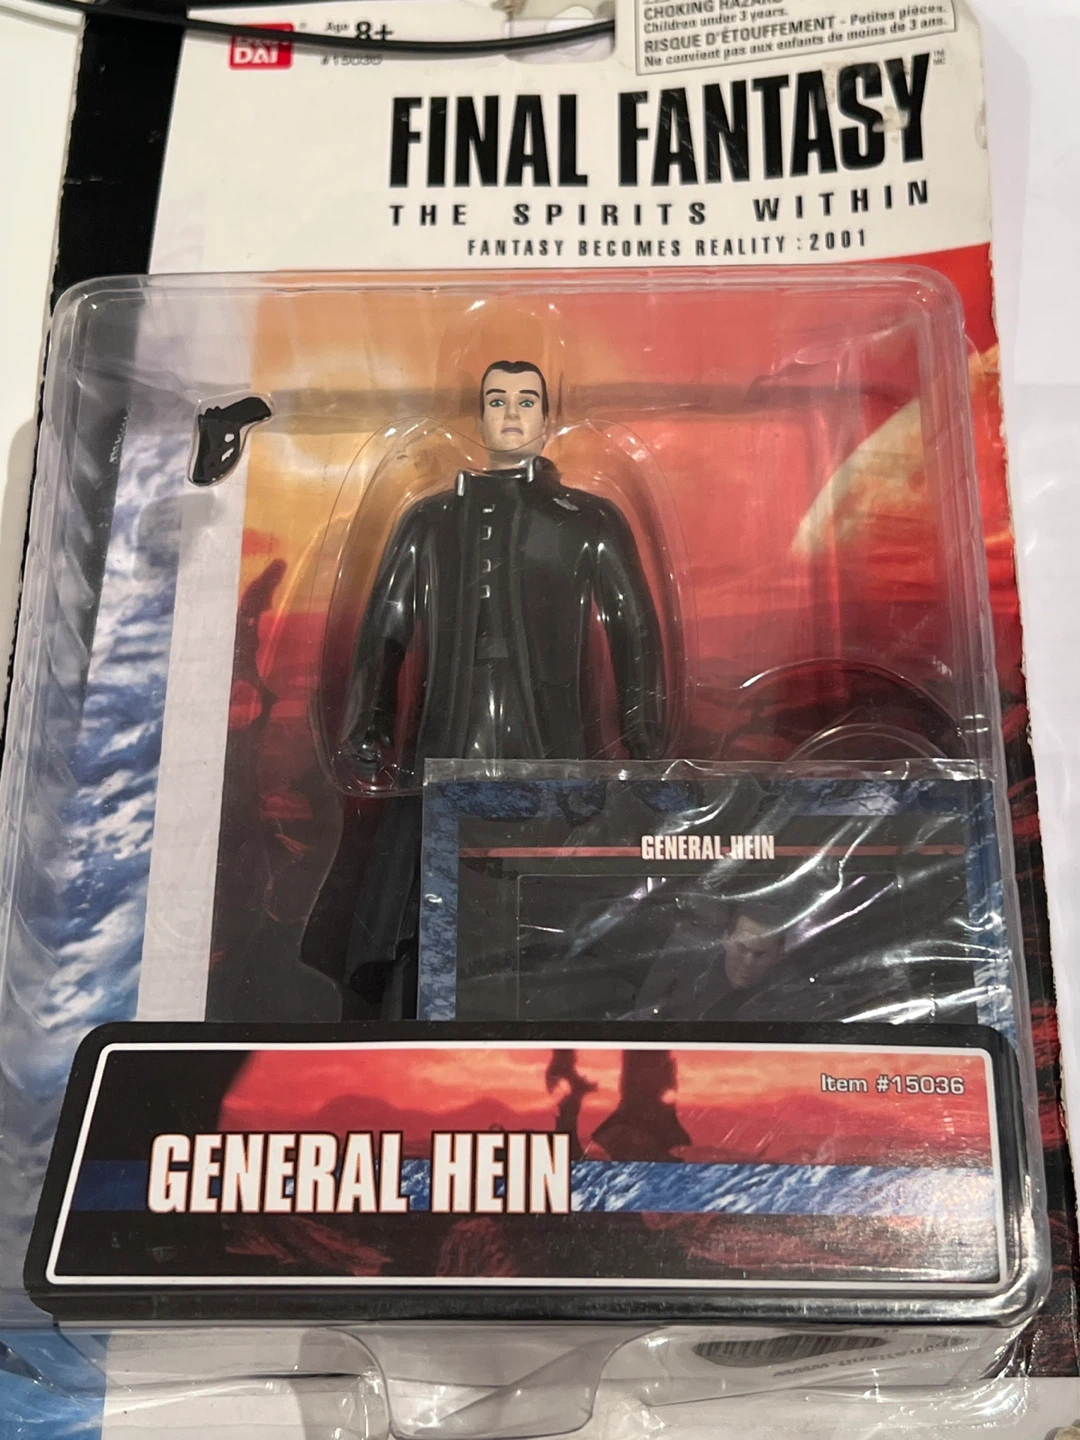 BAN
DAI
Age 8+
#15036
CHOKING HAZARD
Children under 3 years.
RISQUE D'ÉTOUFFEMENT - Petites pièces.
Ne convient pas aux enfants de moins de 3 ans.
FINAL FANTASY
THE SPIRITS WITHIN
FANTASY BECOMES REALITY : 2001
GENERAL HEIN
Item #15036
GENERAL HEIN